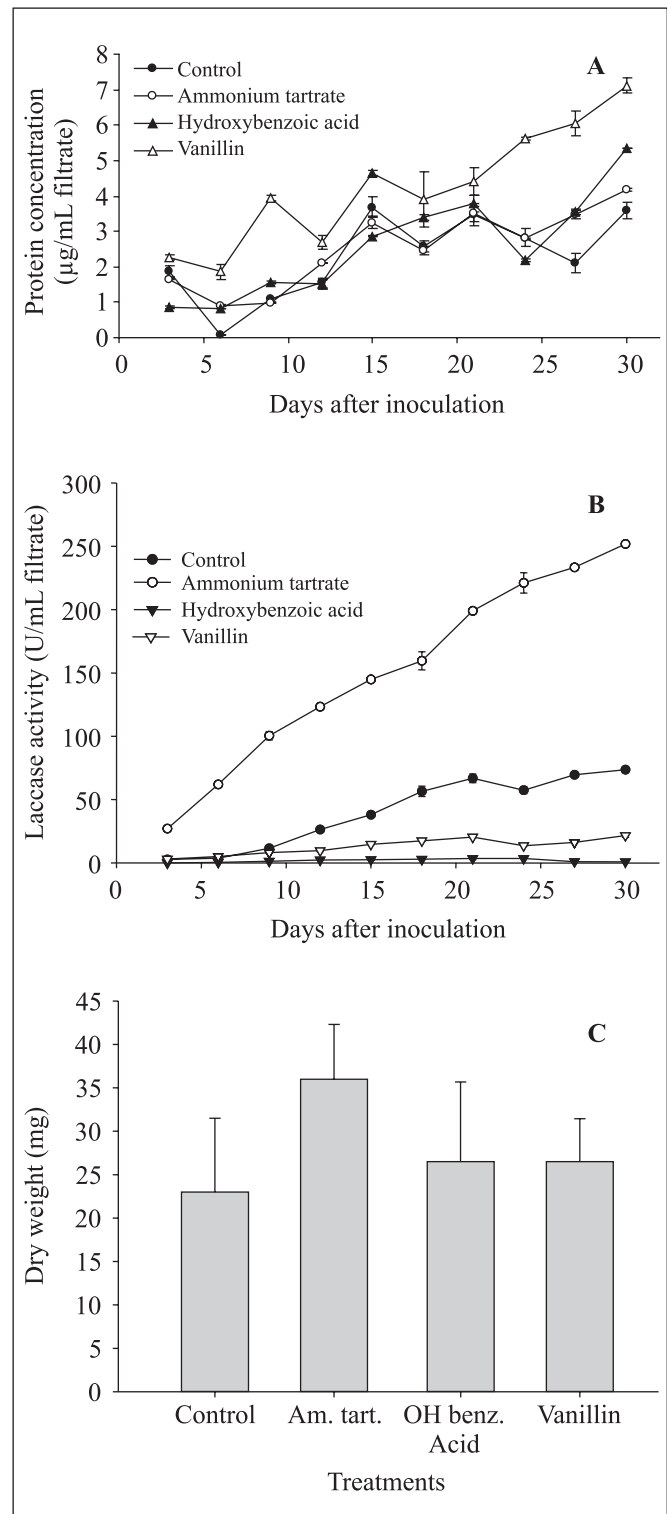 A
Control
Ammonium tartrate
Hydroxybenzoic acid
Vanillin
Protein concentration
(µg/mL filtrate)
8
7
6
5
4
3
2
1
0
0 5 10 15 20 25 30
Days after inoculation
B
Control
Ammonium tartrate
Hydroxybenzoic acid
Vanillin
Laccase activity (U/mL filtrate)
300
250
200
150
100
50
0
0 5 10 15 20 25 30
Days after inoculation
C
Dry weight (mg)
45
40
35
30
25
20
15
10
5
0
Control Am. tart. OH benz. Vanillin
Acid
Treatments